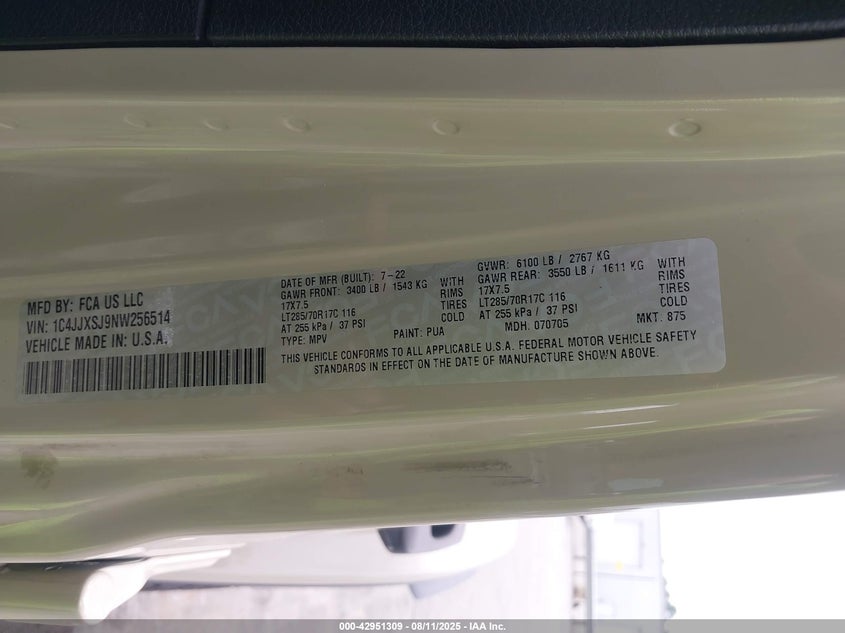 MFD BY: FCA US LLC
VIN: 1C4JJXSJ9NW256514
VEHICLE MADE IN: U.S.A.
DATE OF MFR (BUILT): 7-22
GAWR FRONT: 3400 LB / 1543 KG WITH
17X7.5 RIMS
LT285/70R17C 116 TIRES
AT 255 kPa / 37 PSI COLD
TYPE: MPV PAINT: PUA
GVWR: 6100 LB / 2767 KG
GAWR REAR: 3550 LB / 1611 KG WITH
17X7.5 RIMS
LT285/70R17C 116 TIRES
AT 255 kPa / 37 PSI COLD
MDH: 070705 MKT: 875
THIS VEHICLE CONFORMS TO ALL APPLICABLE U.S.A. FEDERAL MOTOR VEHICLE SAFETY
STANDARDS IN EFFECT ON THE DATE OF MANUFACTURE SHOWN ABOVE.
000-42951309 - 08/11/2025 - IAA Inc.